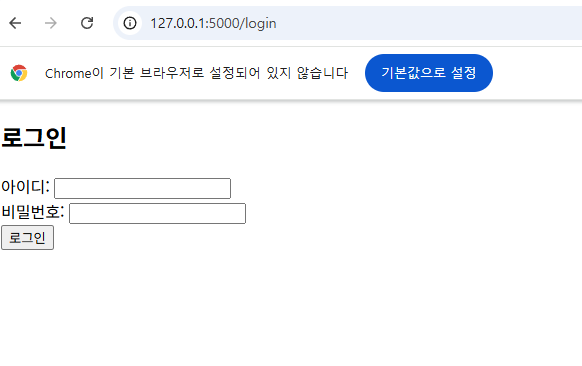 127.0.0.1:5000/login
Chrome이 기본 브라우저로 설정되어 있지 않습니다 기본값으로 설정
로그인
아이디:
비밀번호:
로그인